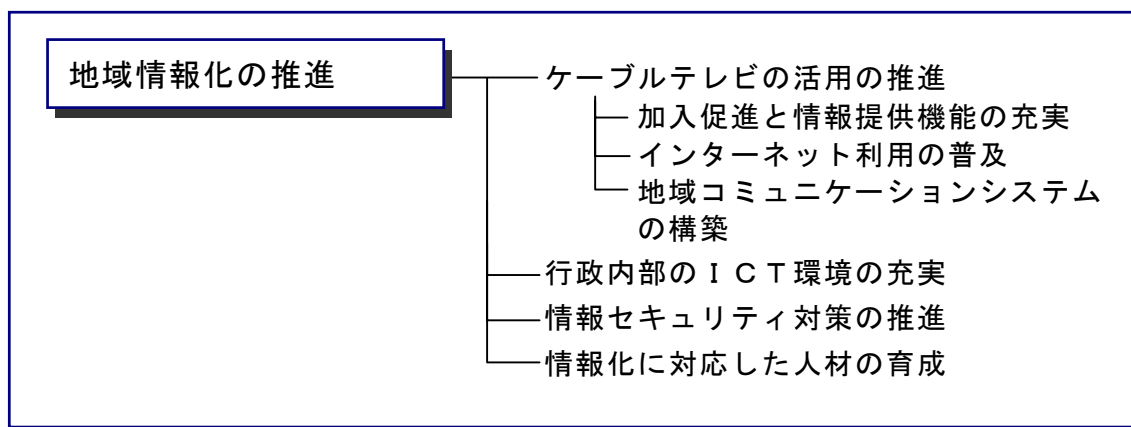 地域情報化の推進
ケーブルテレビの活用の推進
加入促進と情報提供機能の充実
インターネット利用の普及
地域コミュニケーションシステム
の構築
行政内部のＩＣＴ環境の充実
情報セキュリティ対策の推進
情報化に対応した人材の育成